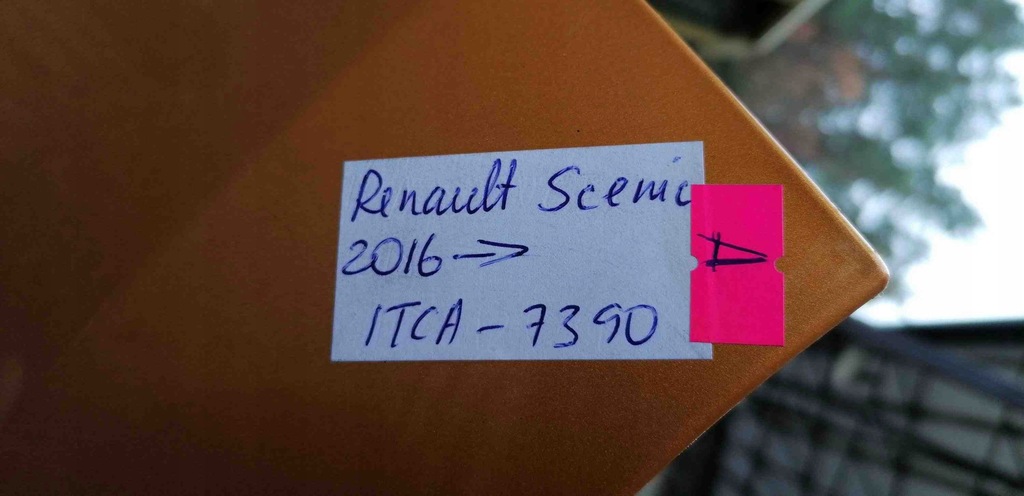 Renault Scenic
2016 →
ITCA - 7390
A